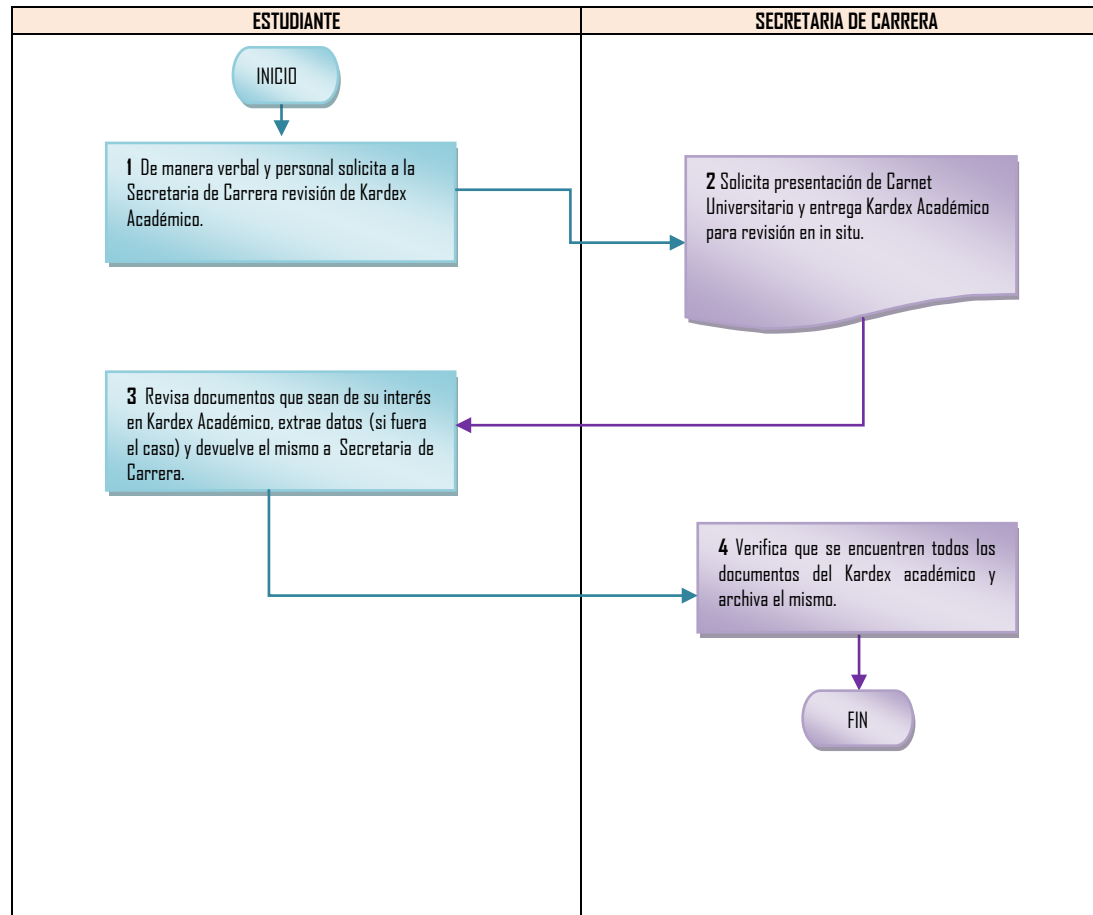 ESTUDIANTE
SECRETARIA DE CARRERA
INICIO
1 De manera verbal y personal solicita a la
Secretaria de Carrera revisión de Kardex
Académico.
2 Solicita presentación de Carnet
Universitario y entrega Kardex Académico
para revisión en in situ.
3 Revisa documentos que sean de su interés
en Kardex Académico, extrae datos (si fuera
el caso) y devuelve el mismo a Secretaria de
Carrera.
4 Verifica que se encuentren todos los
documentos del Kardex académico y
archiva el mismo.
FIN